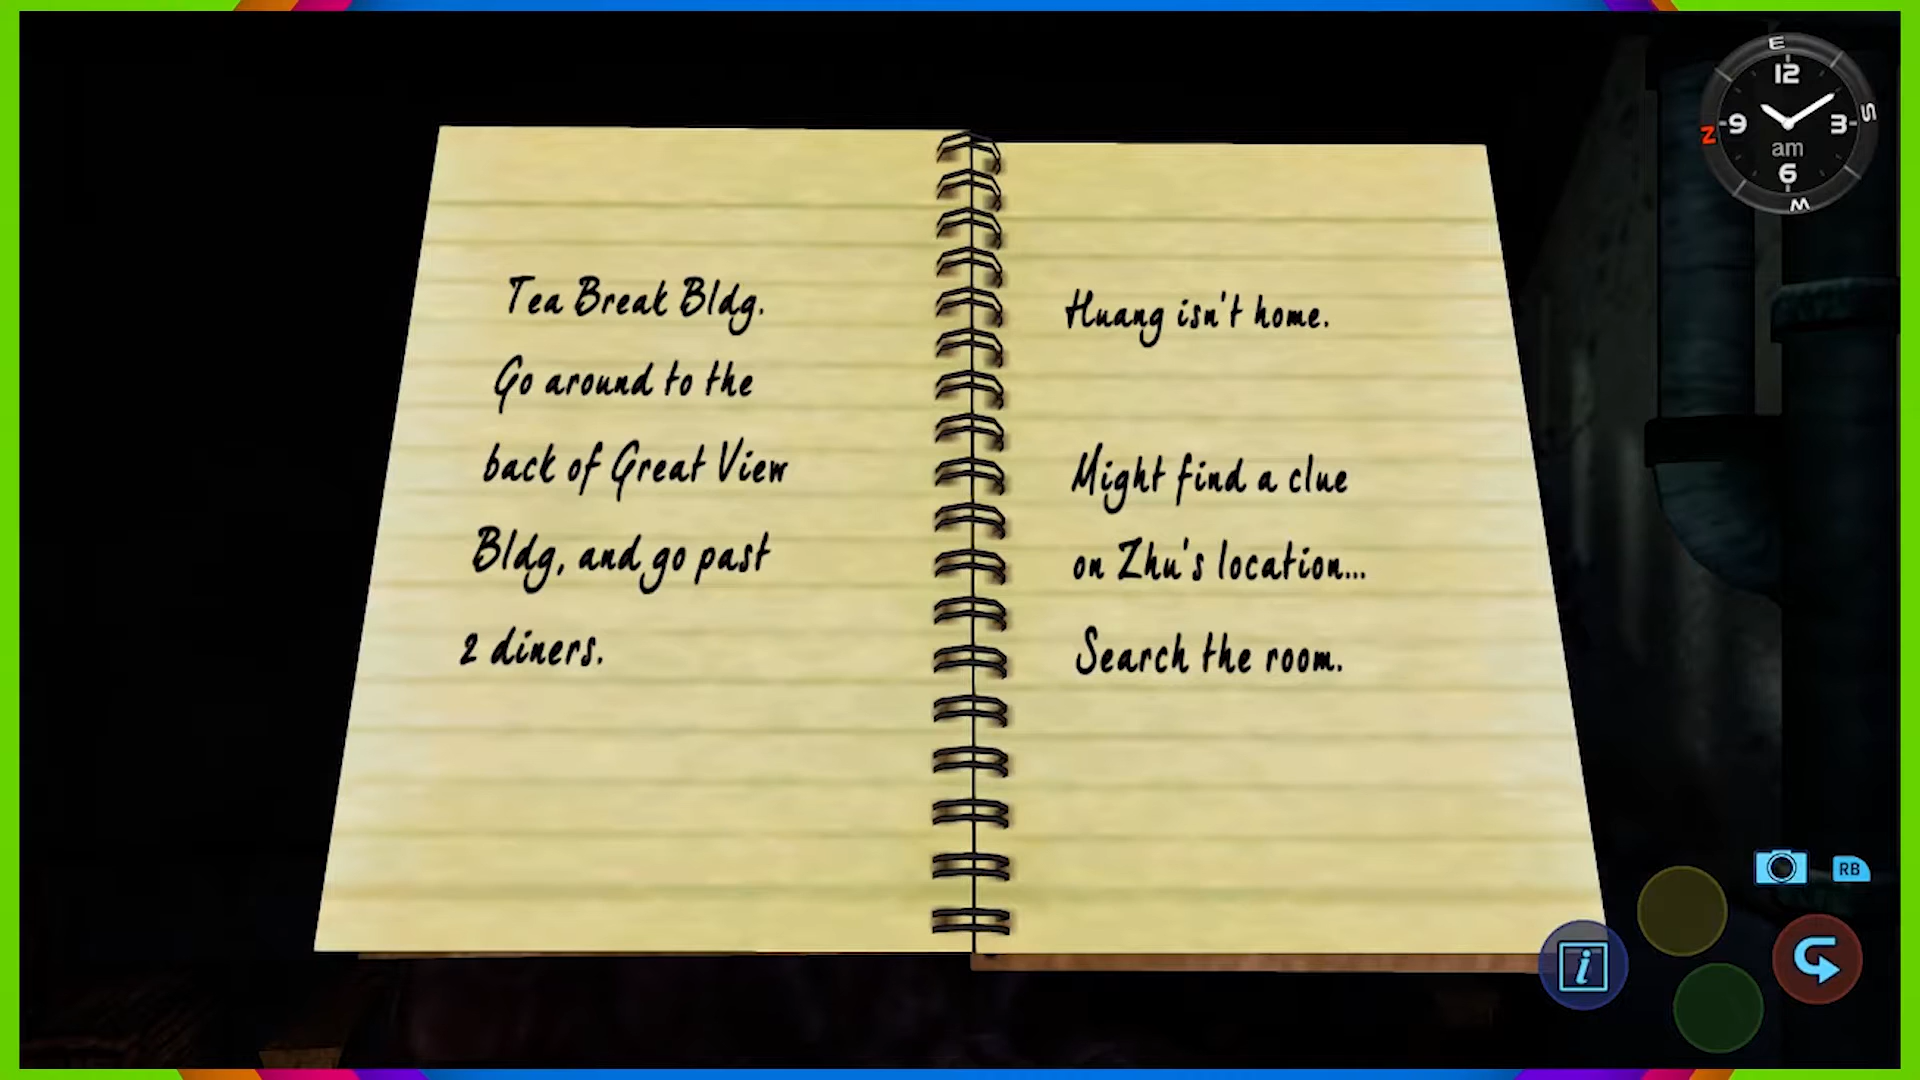 Tea Break Bldg.
Go around to the
back of Great View
Bldg, and go past
2 diners.
Huang isn't home.
Might find a clue
on Zhu's location...
Search the room.
E
12
S
9
3
N
am
6
W
RB
i